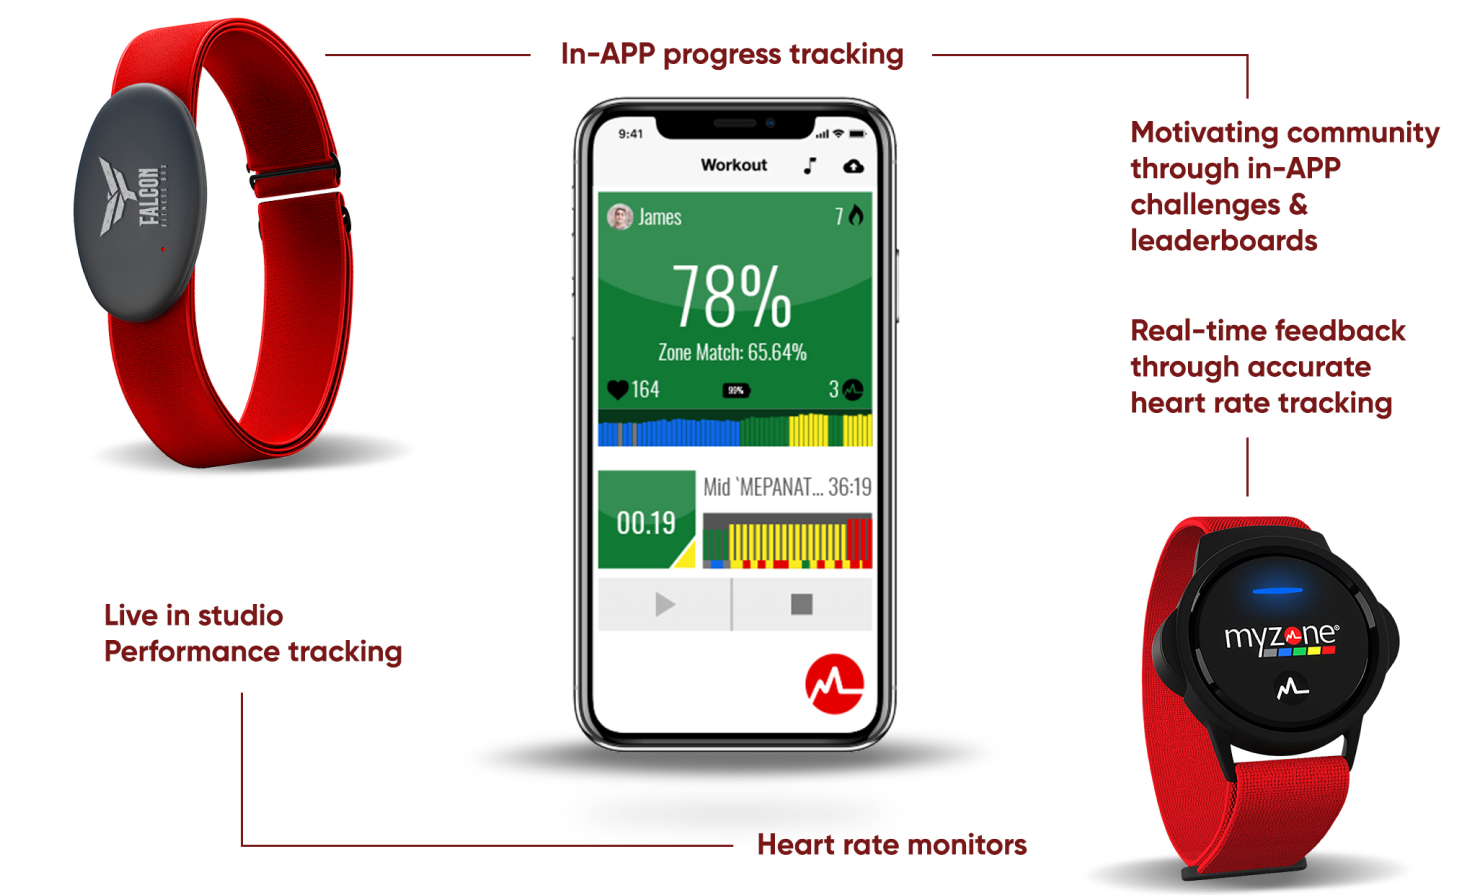 In-APP progress tracking
Motivating community
through in-APP
challenges &
leaderboards
Real-time feedback
through accurate
heart rate tracking
FALCON
FITNESS BOX
9:41
Workout
James
7
78%
Zone Match: 65.64%
164
99%
3
Mid `MEPANAT... 36:19
00.19
myzone®
Live in studio
Performance tracking
Heart rate monitors